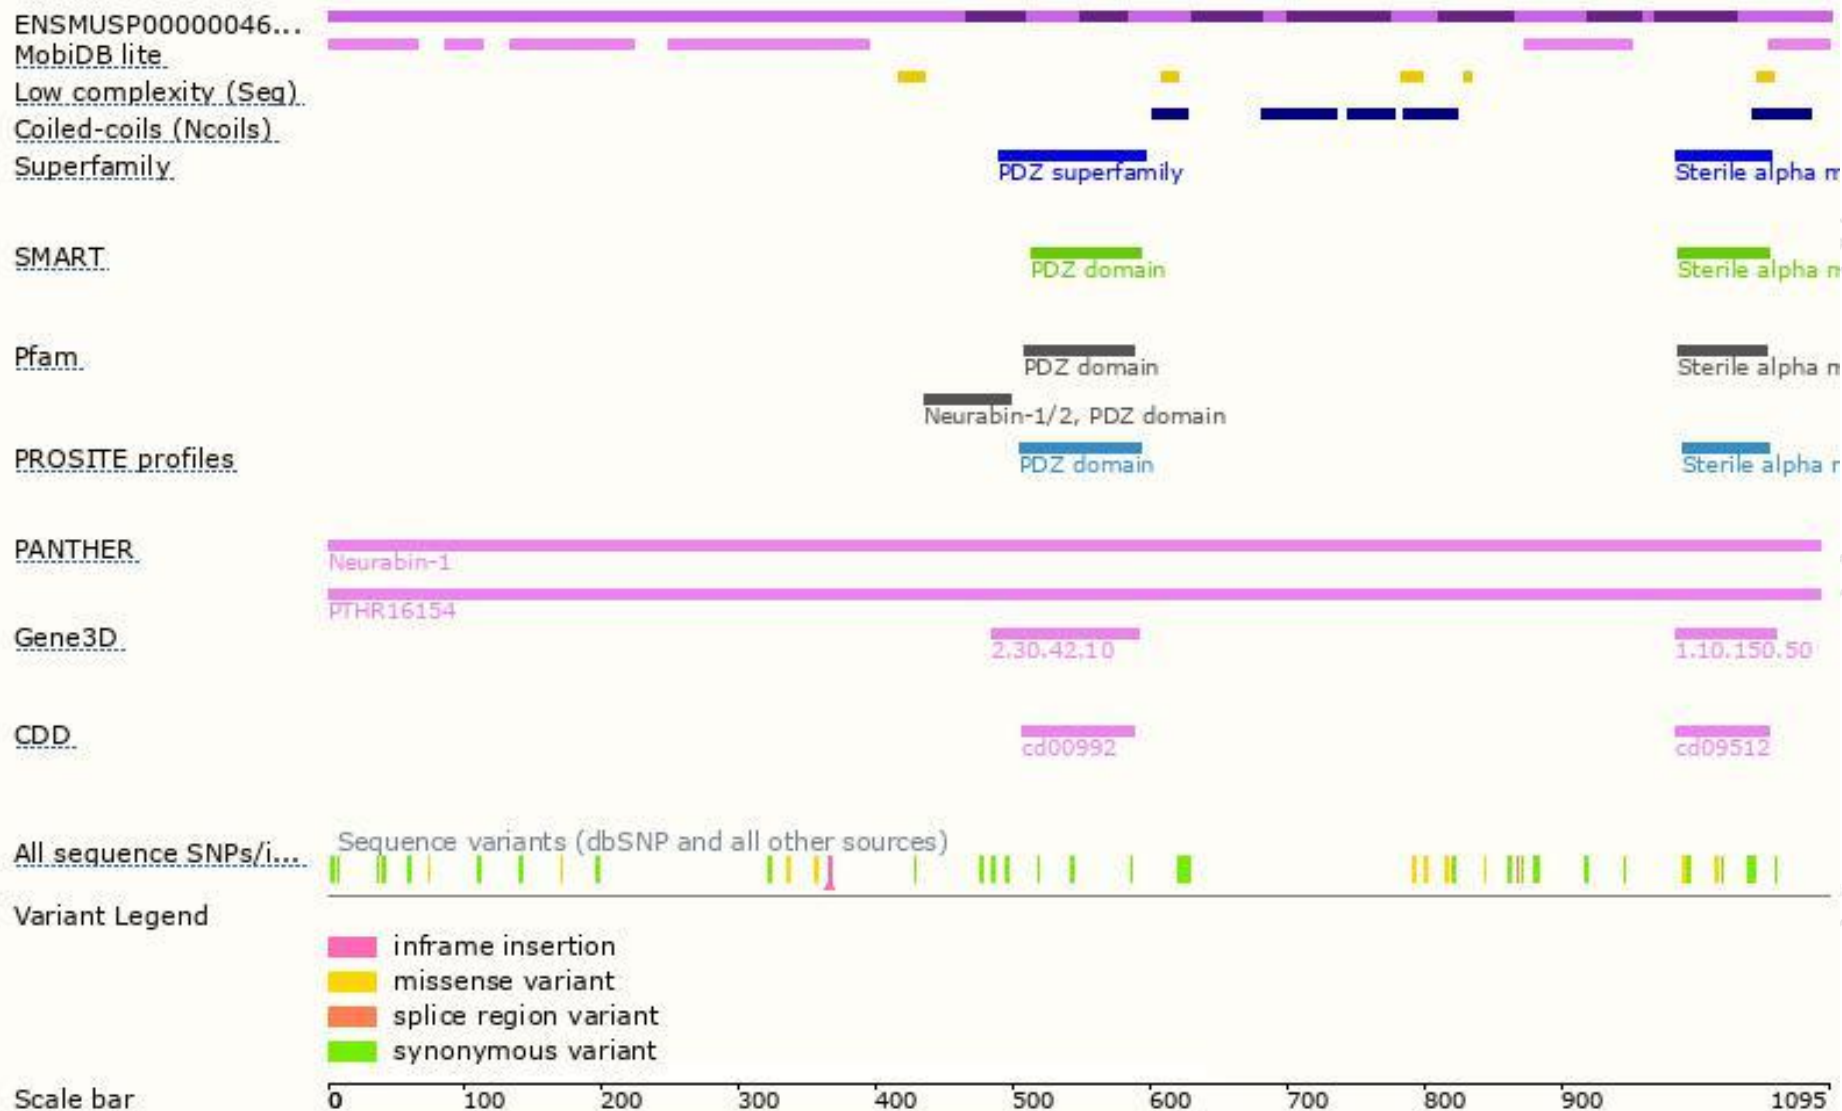 ENSMUSP00000046...
MobiDB lite
Low complexity (Seg)
Coiled-coils (Ncoils)
Superfamily
PDZ superfamily
Sterile alpha m
SMART
PDZ domain
Sterile alpha m
Pfam
PDZ domain
Sterile alpha m
Neurabin-1/2, PDZ domain
PROSITE profiles
PDZ domain
Sterile alpha r
PANTHER
Neurabin-1
PTHR16154
Gene3D
2.30.42.10
1.10.150.50
CDD
cd00992
cd09512
Sequence variants (dbSNP and all other sources)
All sequence SNPs/i...
Variant Legend
inframe insertion
missense variant
splice region variant
synonymous variant
Scale bar 0 100 200 300 400 500 600 700 800 900 1095